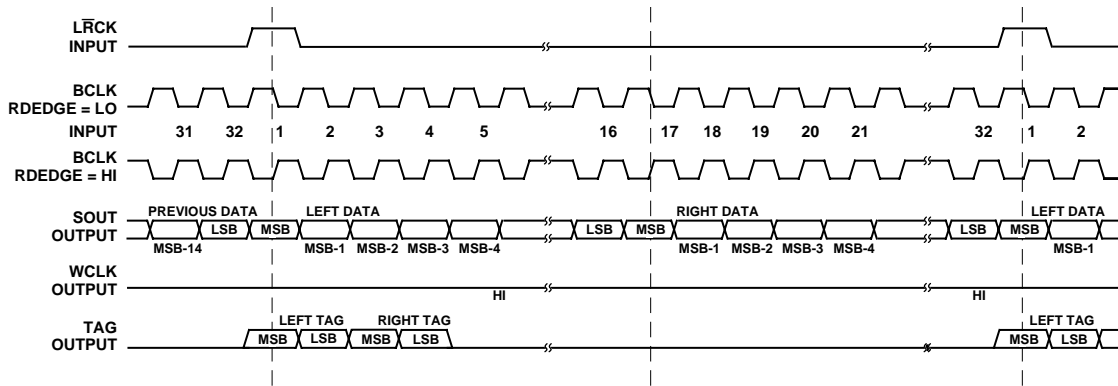 LRCK
INPUT
BCLK
RDEDGE = LO
INPUT 31 32 1 2 3 4 5 16 17 18 19 20 21 32 1 2
BCLK
RDEDGE = HI
SOUT
OUTPUT
PREVIOUS DATA LEFT DATA RIGHT DATA LEFT DATA
LSB MSB LSB MSB LSB MSB
MSB-14 MSB-1 MSB-2 MSB-3 MSB-4 MSB-1 MSB-2 MSB-3 MSB-4 MSB-1
WCLK
OUTPUT
HI HI
TAG
OUTPUT
LEFT TAG RIGHT TAG LEFT TAG
MSB LSB MSB LSB MSB LSB